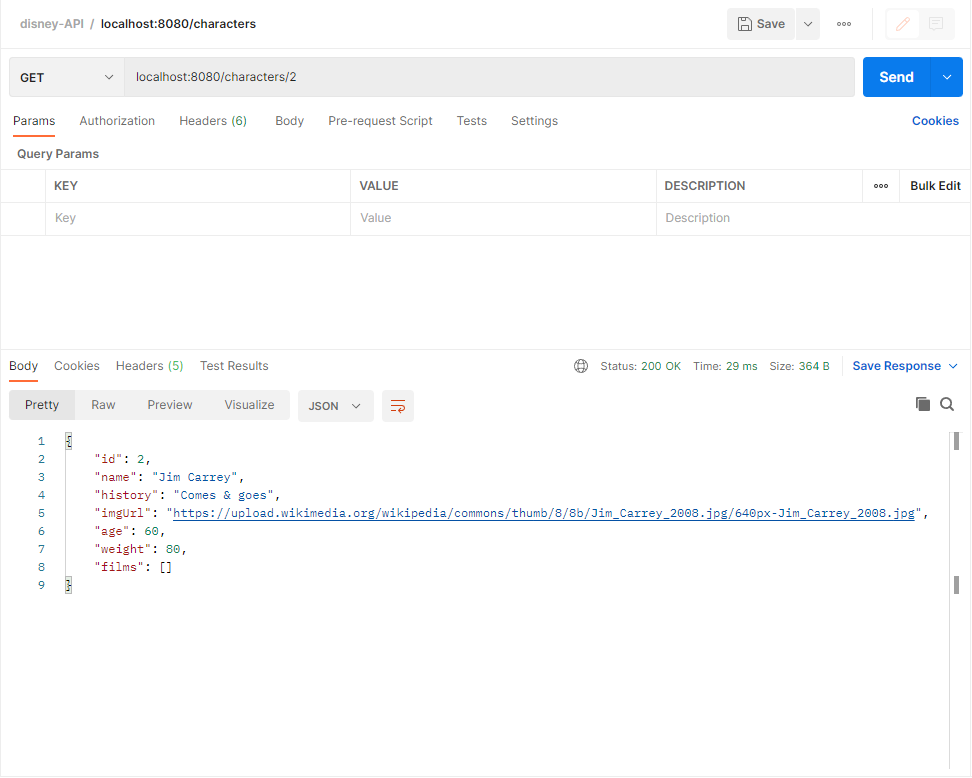 disney-API / localhost:8080/characters Save
GET localhost:8080/characters/2 Send
Params Authorization Headers (6) Body Pre-request Script Tests Settings Cookies
Query Params
KEY VALUE DESCRIPTION Bulk Edit
Key Value Description
Body Cookies Headers (5) Test Results Status: 200 OK Time: 29 ms Size: 364 B Save Response
Pretty Raw Preview Visualize JSON
1 {
2 "id": 2,
3 "name": "Jim Carrey",
4 "history": "Comes & goes",
5 "imgUrl": "https://upload.wikimedia.org/wikipedia/commons/thumb/8/8b/Jim_Carrey_2008.jpg/640px-Jim_Carrey_2008.jpg",
6 "age": 60,
7 "weight": 80,
8 "films": []
9 }